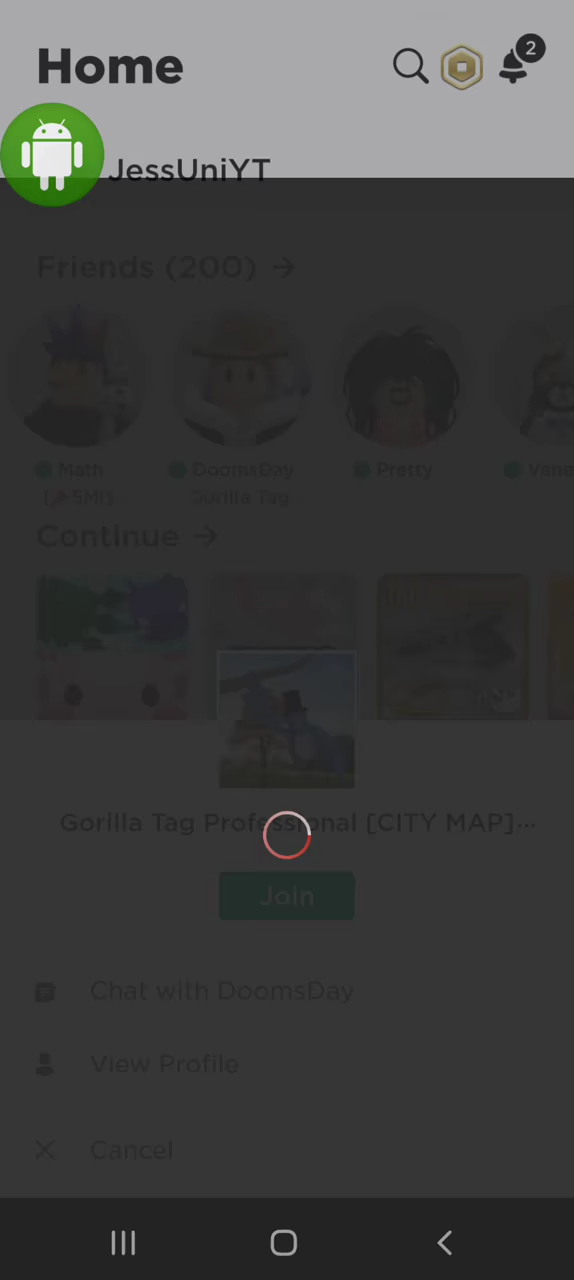 Home
2
JessUniYT
Friends (200)
Math
DoomsDay
Pretty
Vane
Gorilla Tag...
Continue
Gorilla Tag Professional [CITY MAP]...
Join
Chat with DoomsDay
View Profile
Cancel